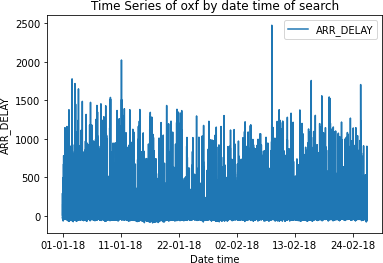 Time Series of oxf by date time of search
ARR_DELAY
2500
2000
1500
1000
500
0
ARR_DELAY
01-01-18 11-01-18 22-01-18 02-02-18 13-02-18 24-02-18
Date time